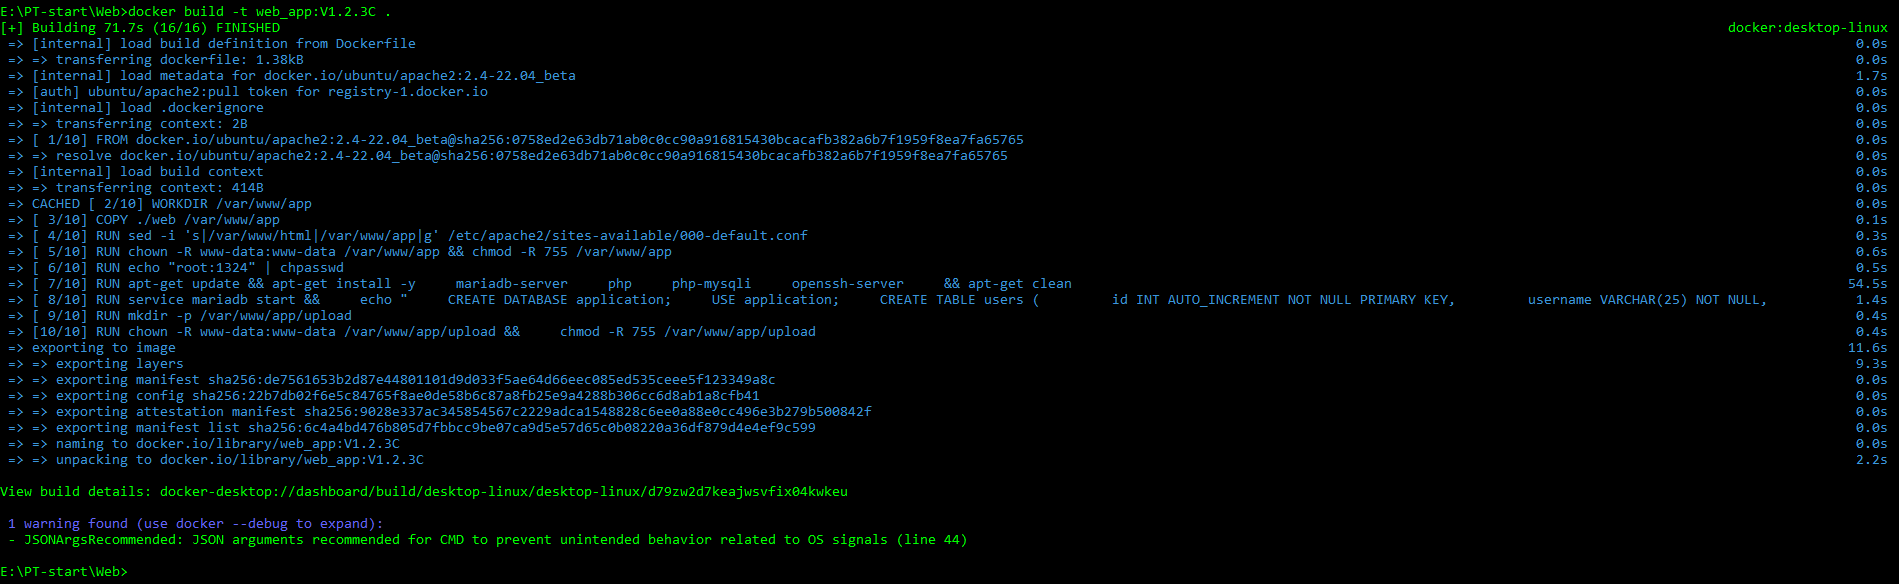 E:\PT-start\Web>docker build -t web_app:V1.2.3C .
[+] Building 71.7s (16/16) FINISHED docker:desktop-linux
=> [internal] load build definition from Dockerfile 0.0s
=> => transferring dockerfile: 1.38kB 0.0s
=> [internal] load metadata for docker.io/ubuntu/apache2:2.4-22.04_beta 1.7s
=> [auth] ubuntu/apache2:pull token for registry-1.docker.io 0.0s
=> [internal] load .dockerignore 0.0s
=> => transferring context: 2B 0.0s
=> [ 1/10] FROM docker.io/ubuntu/apache2:2.4-22.04_beta@sha256:0758ed2e63db71ab0c0cc90a916815430bcacafb382a6b7f1959f8ea7fa65765 0.0s
=> => resolve docker.io/ubuntu/apache2:2.4-22.04_beta@sha256:0758ed2e63db71ab0c0cc90a916815430bcacafb382a6b7f1959f8ea7fa65765 0.0s
=> [internal] load build context 0.0s
=> => transferring context: 414B 0.0s
=> CACHED [ 2/10] WORKDIR /var/www/app 0.0s
=> [ 3/10] COPY ./web /var/www/app 0.1s
=> [ 4/10] RUN sed -i 's|/var/www/html|/var/www/app|g' /etc/apache2/sites-available/000-default.conf 0.3s
=> [ 5/10] RUN chown -R www-data:www-data /var/www/app && chmod -R 755 /var/www/app 0.6s
=> [ 6/10] RUN echo "root:1324" | chpasswd 0.5s
=> [ 7/10] RUN apt-get update && apt-get install -y     mariadb-server     php     php-mysqli     openssh-server     && apt-get clean 54.5s
=> [ 8/10] RUN service mariadb start &&     echo "     CREATE DATABASE application;     USE application;     CREATE TABLE users (         id INT AUTO_INCREMENT NOT NULL PRIMARY KEY,         username VARCHAR(25) NOT NULL, 1.4s
=> [ 9/10] RUN mkdir -p /var/www/app/upload 0.4s
=> [10/10] RUN chown -R www-data:www-data /var/www/app/upload &&     chmod -R 755 /var/www/app/upload 0.4s
=> exporting to image 11.6s
=> => exporting layers 9.3s
=> => exporting manifest sha256:de7561653b2d87e44801101d9d033f5ae64d66eec085ed535ceee5f123349a8c 0.0s
=> => exporting config sha256:22b7db02f6e5c84765f8ae0de58b6c87a8fb25e9a4288b306cc6d8ab1a8cfb41 0.0s
=> => exporting attestation manifest sha256:9028e337ac345854567c2229adca1548828c6ee0a88e0cc496e3b279b500842f 0.0s
=> => exporting manifest list sha256:6c4a4bd476b805d7fbbcc9be07ca9d5e57d65c0b08220a36df879d4e4ef9c599 0.0s
=> => naming to docker.io/library/web_app:V1.2.3C 0.0s
=> => unpacking to docker.io/library/web_app:V1.2.3C 2.2s
View build details: docker-desktop://dashboard/build/desktop-linux/desktop-linux/d79zw2d7keajwsvfix04kwkeu
1 warning found (use docker --debug to expand):
- JSONArgsRecommended: JSON arguments recommended for CMD to prevent unintended behavior related to OS signals (line 44)
E:\PT-start\Web>